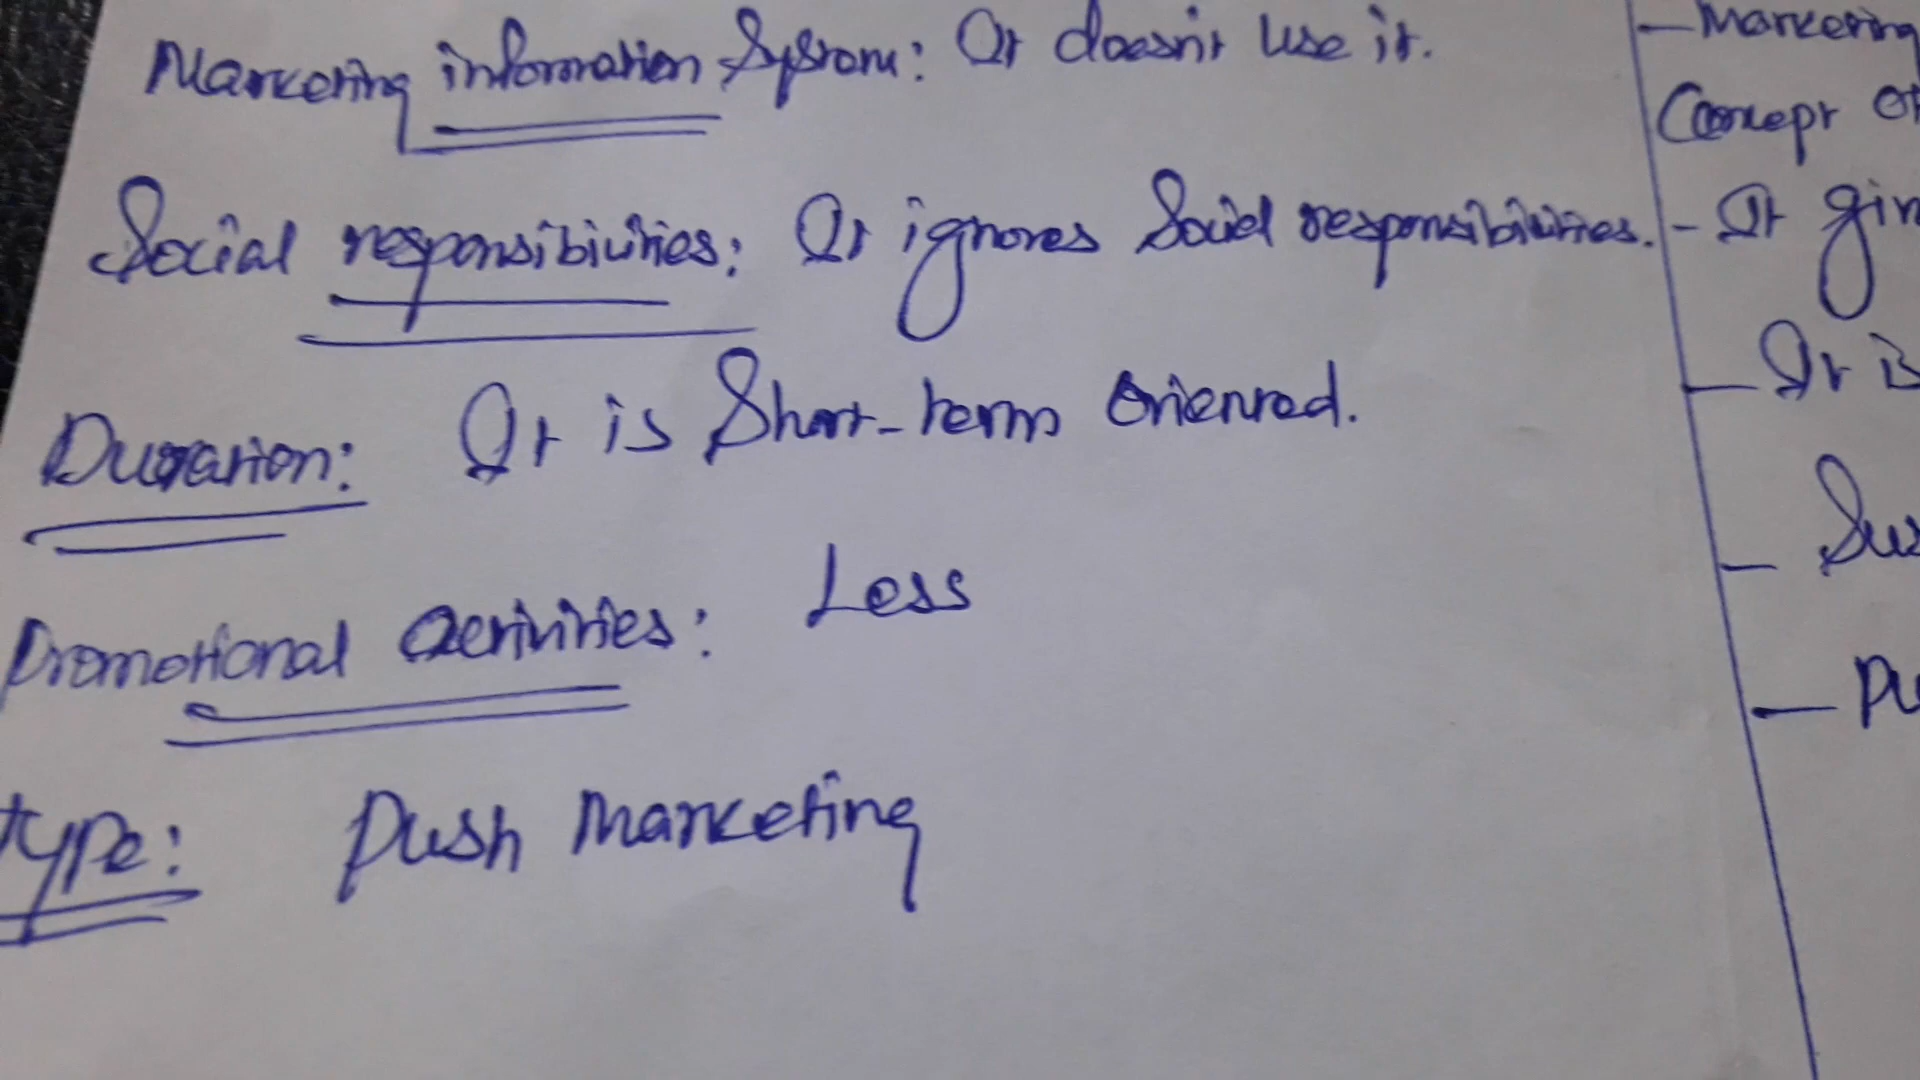 Marketing information System: It doesn't use it.
Social responsibilities: It ignores Social responsibilities.
Duration: It is Short-term oriented.
Promotional activities: Less
Type: Push Marketing
- Marketing
Concept of
- It
- It is
-
-